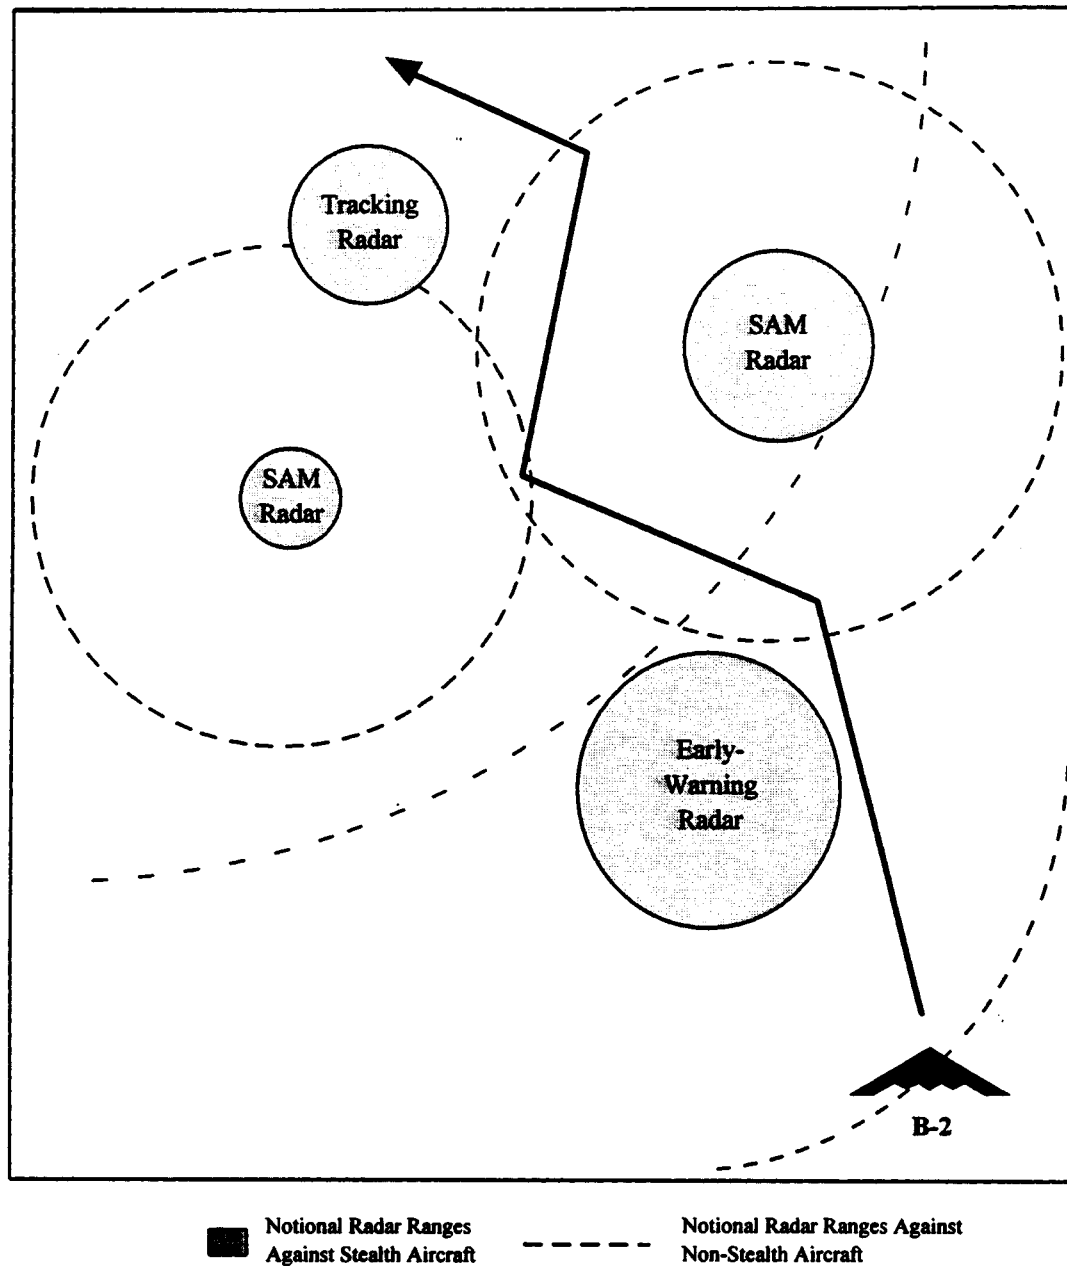 Tracking
Radar
SAM
Radar
SAM
Radar
Early-
Warning
Radar
B-2
Notional Radar Ranges
Against Stealth Aircraft
Notional Radar Ranges Against
Non-Stealth Aircraft